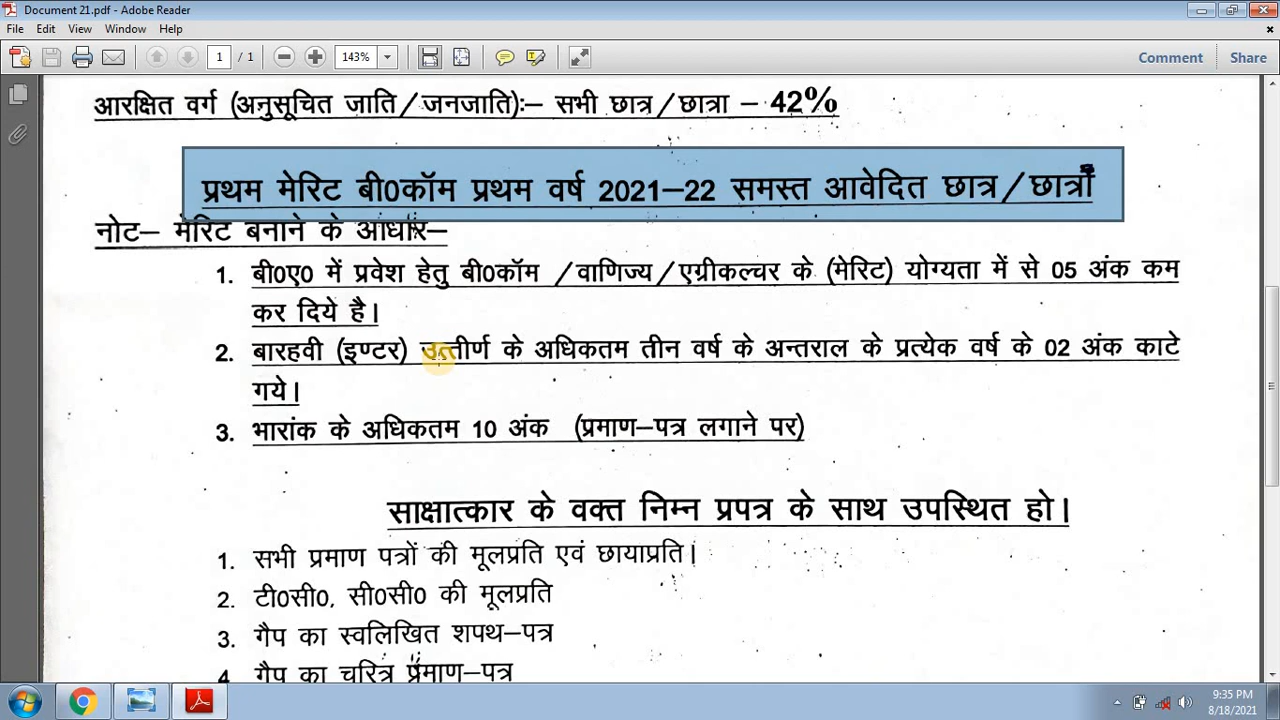 Document 21.pdf - Adobe Reader
File Edit View Window Help
1 / 1 143% Comment Share
आरक्षित वर्ग (अनुसूचित जाति/जनजाति):– सभी छात्र/छात्रा – 42%
प्रथम मेरिट बी0कॉम प्रथम वर्ष 2021–22 समस्त आवेदित छात्र/छात्राें
नोट– मेरिट बनाने के आधार–
1. बी0ए0 में प्रवेश हेतु बी0कॉम /वाणिज्य/एग्रीकल्चर के (मेरिट) योग्यता में से 05 अंक कम
कर दिये है।
2. बारहवी (इण्टर) उत्तीर्ण के अधिकतम तीन वर्ष के अन्तराल के प्रत्येक वर्ष के 02 अंक काटे
गये।
3. भारांक के अधिकतम 10 अंक (प्रमाण–पत्र लगाने पर)
साक्षात्कार के वक्त निम्न प्रपत्र के साथ उपस्थित हो।
1. सभी प्रमाण पत्रों की मूलप्रति एवं छायाप्रति।
2. टी0सी0, सी0सी0 की मूलप्रति
3. गैप का स्वलिखित शपथ–पत्र
4 गैप का चरित्र प्रमाण–पत्र
9:35 PM
8/18/2021